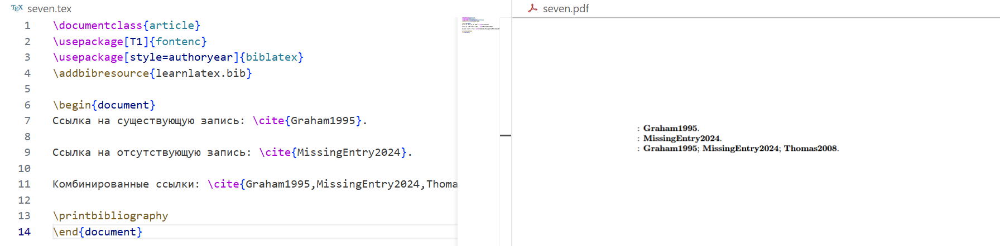 TEX seven.tex
1 \documentclass{article}
2 \usepackage[T1]{fontenc}
3 \usepackage[style=authoryear]{biblatex}
4 \addbibresource{learnlatex.bib}
5
6 \begin{document}
7 Ссылка на существующую запись: \cite{Graham1995}.
8
9 Ссылка на отсутствующую запись: \cite{MissingEntry2024}.
10
11 Комбинированные ссылки: \cite{Graham1995,MissingEntry2024,Thoma
12
13 \printbibliography
14 \end{document}
seven.pdf
: Graham1995.
: MissingEntry2024.
: Graham1995; MissingEntry2024; Thomas2008.